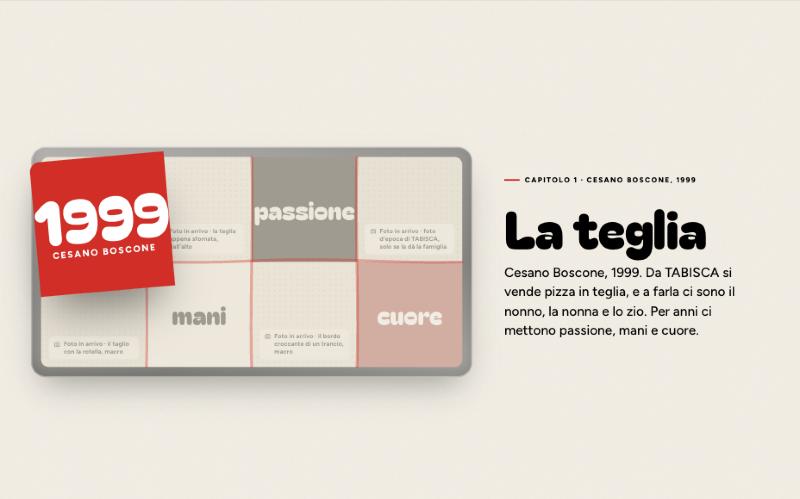 1999
CESANO BOSCONE
Foto in arrivo · la teglia
appena sfornata,
dall'alto
passione
Foto in arrivo · foto
d'epoca di TABISCA,
solo se la dà la famiglia
Foto in arrivo · il taglio
con la rotella, macro
mani
Foto in arrivo · il bordo
croccante di un trancio,
macro
cuore
CAPITOLO 1 · CESANO BOSCONE, 1999
La teglia
Cesano Boscone, 1999. Da TABISCA si
vende pizza in teglia, e a farla ci sono il
nonno, la nonna e lo zio. Per anni ci
mettono passione, mani e cuore.